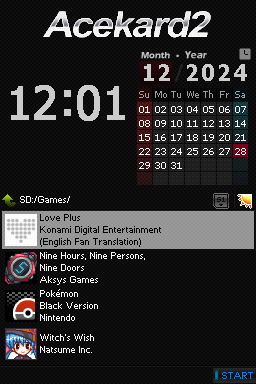 Acekard2
Month • Year
12 / 2024
12:01
Su Mo Tu We Th Fr Sa
01 02 03 04 05 06 07
08 09 10 11 12 13 14
15 16 17 18 19 20 21
22 23 24 25 26 27 28
29 30 31
SD:/Games/
Love Plus
Konami Digital Entertainment
(English Fan Translation)
Nine Hours, Nine Persons,
Nine Doors
Aksys Games
Pokémon
Black Version
Nintendo
Witch's Wish
Natsume Inc.
START